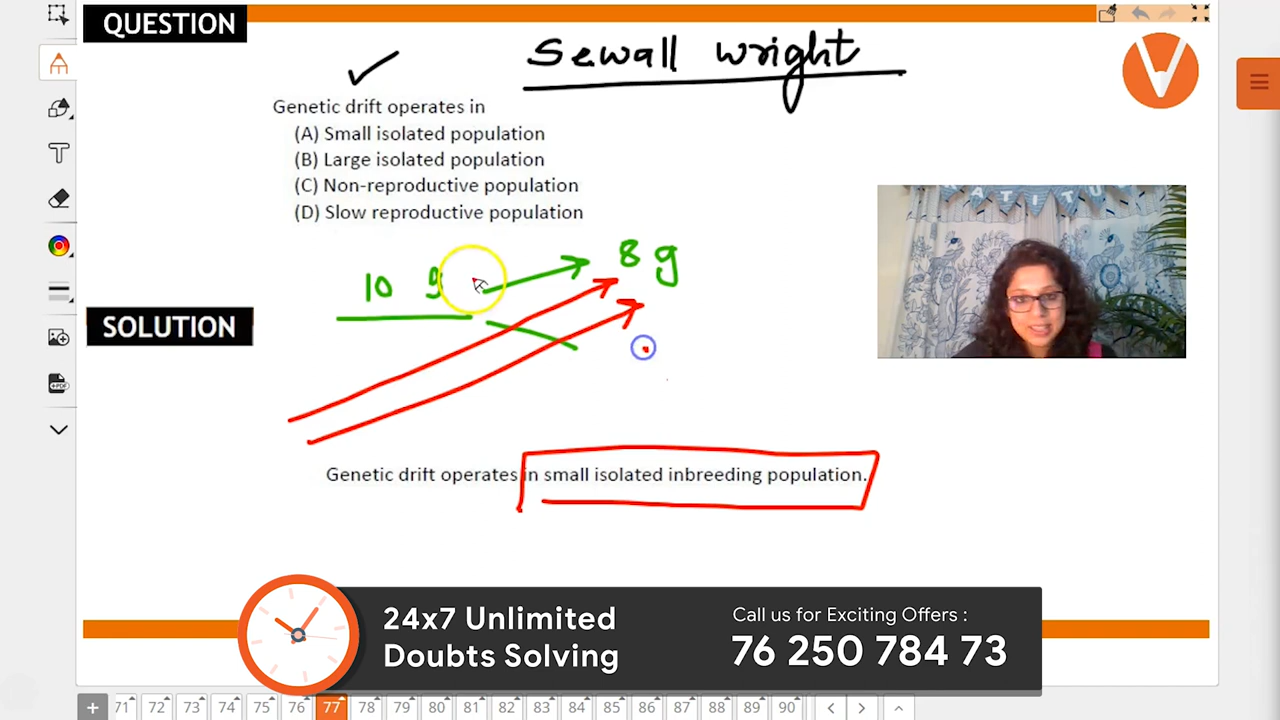 QUESTION
Sewall wright
Genetic drift operates in
(A) Small isolated population
(B) Large isolated population
(C) Non-reproductive population
(D) Slow reproductive population
10 g
8 g
SOLUTION
Genetic drift operates in small isolated inbreeding population.
24x7 Unlimited
Doubts Solving
Call us for Exciting Offers :
76 250 784 73
71 72 73 74 75 76 77 78 79 80 81 82 83 84 85 86 87 88 89 90